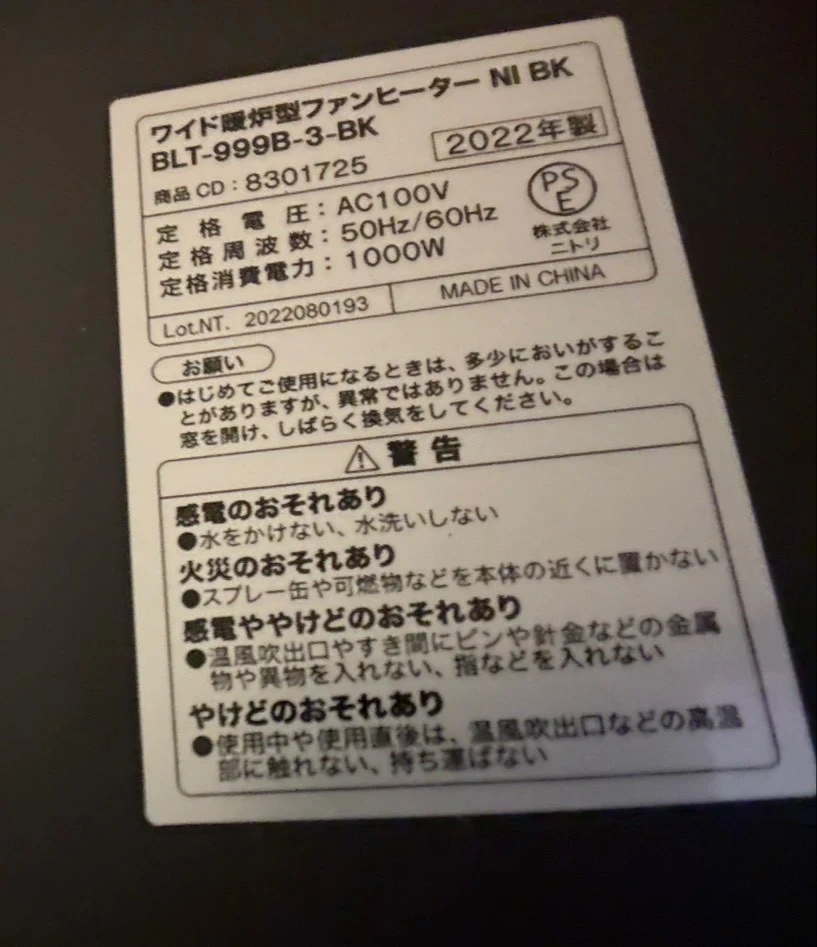 ワイド暖炉型ファンヒーター NI BK
BLT-999B-3-BK
商品CD：8301725
2022年製
定格電圧：AC100V
定格周波数：50Hz/60Hz
定格消費電力：1000W
PSE
株式会社
ニトリ
Lot.NT. 2022080193
MADE IN CHINA
お願い
●はじめてご使用になるときは、多少においがするこ
とがありますが、異常ではありません。この場合は
窓を開け、しばらく換気をしてください。
⚠警告
感電のおそれあり
●水をかけない、水洗いしない
火災のおそれあり
●スプレー缶や可燃物などを本体の近くに置かない
感電ややけどのおそれあり
●温風吹出口やすき間にピンや針金などの金属
物や異物を入れない、指などを入れない
やけどのおそれあり
●使用中や使用直後は、温風吹出口などの高温
部に触れない、持ち運ばない